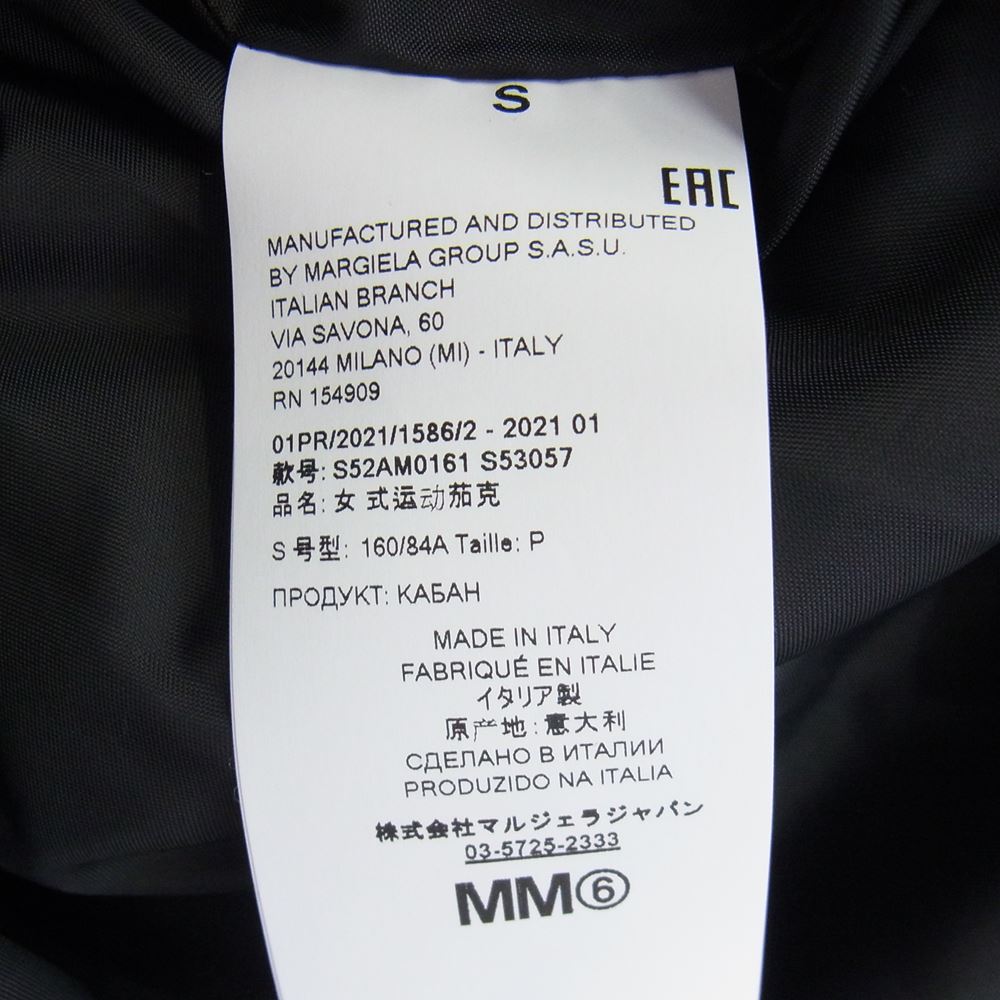 S
EAC
MANUFACTURED AND DISTRIBUTED
BY MARGIELA GROUP S.A.S.U.
ITALIAN BRANCH
VIA SAVONA, 60
20144 MILANO (MI) - ITALY
RN 154909
01PR/2021/1586/2 - 2021 01
款号: S52AM0161 S53057
品名: 女 式运动茄克
S 号型: 160/84A Taille: P
ПРОДУКТ: КАБАН
MADE IN ITALY
FABRIQUÉ EN ITALIE
イタリア製
原产地:意大利
СДЕЛАНО В ИТАЛИИ
PRODUZIDO NA ITALIA
株式会社マルジェラジャパン
03-5725-2333
MM⑥